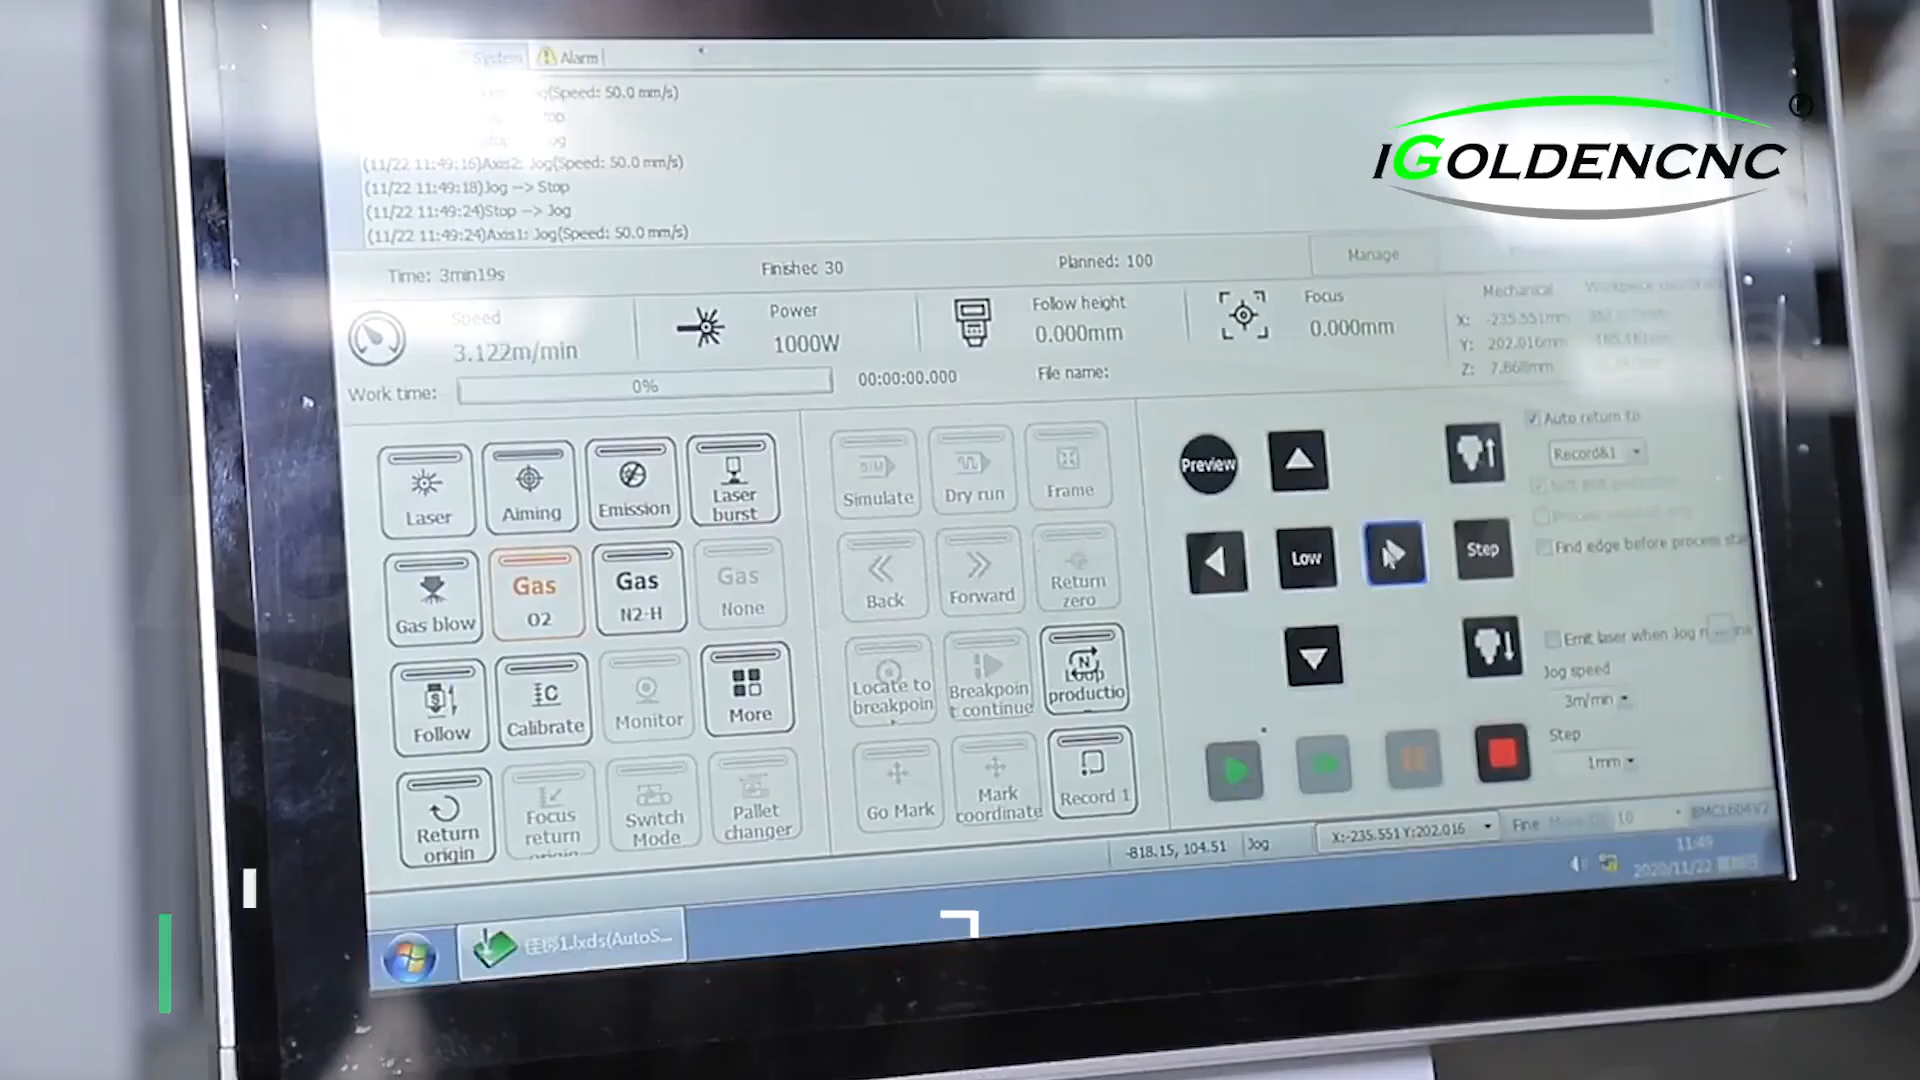 System
Alarm
(Speed: 50.0 mm/s)
(11/22 11:49:16)Axis2: Jog(Speed: 50.0 mm/s)
(11/22 11:49:18)Jog --> Stop
(11/22 11:49:24)Stop --> Jog
(11/22 11:49:24)Axis1: Jog(Speed: 50.0 mm/s)
IGOLDENCNC
Time: 3min19s
Finished 30
Planned: 100
Manage
Speed
3.122m/min
Power
1000W
Follow height
0.000mm
Focus
0.000mm
Mechanical
X: -235.551mm
Y: 202.016mm
Z: 7.868mm
Work time:
0%
00:00:00.000
File name:
Laser
Aiming
Emission
Laser
burst
Simulate
Dry run
Frame
Preview
Auto return to
Record&1
Gas blow
Gas
O2
Gas
N2-H
Gas
None
Back
Forward
Return
zero
Low
Step
Find edge before process
Follow
Calibrate
Monitor
More
Locate to
breakpoin
Breakpoin
t continue
Loop
productio
Emit laser when Jog
Jog speed
3m/min
Step
1mm
Return
origin
Focus
return
origin
Switch
Mode
Pallet
changer
Go Mark
Mark
coordinate
Record 1
-818.15, 104.51
Jog
X:-235.551 Y:202.016
Fine
10
BMC1604V2
11:49
2020/11/22
1.lxds(AutoS...